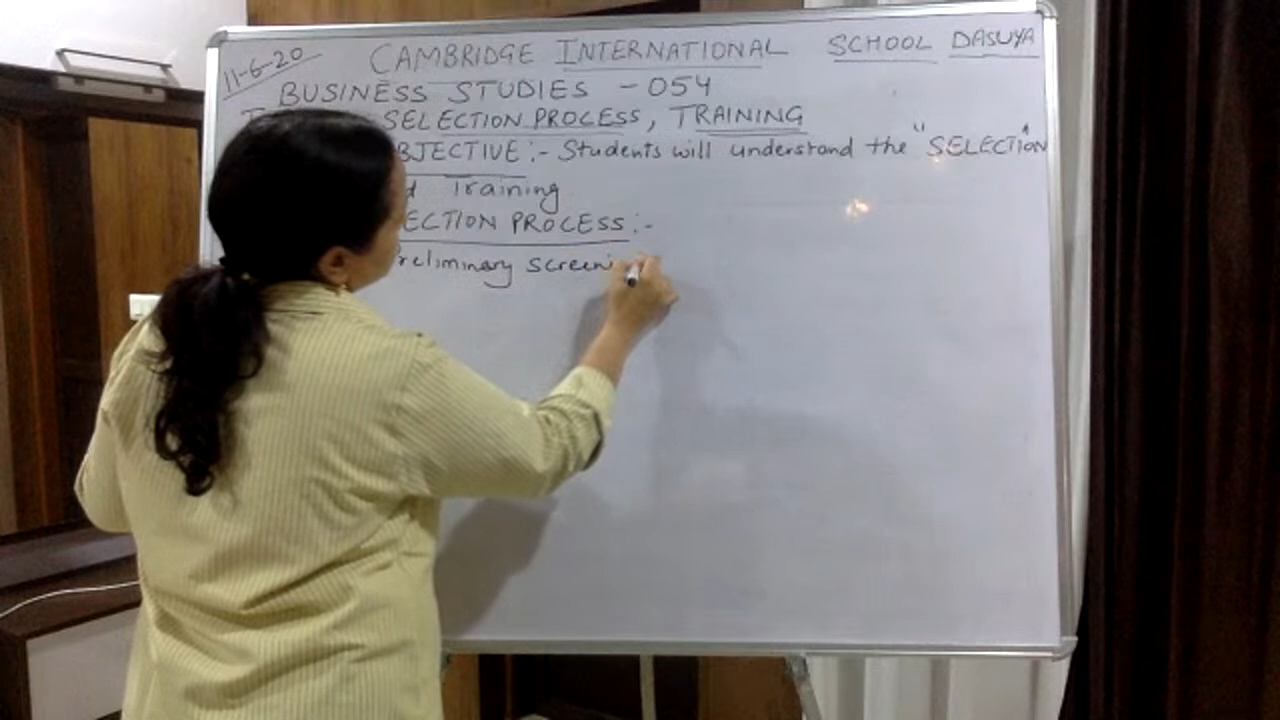 11-6-20 CAMBRIDGE INTERNATIONAL SCHOOL DASUYA
BUSINESS STUDIES - 054
SELECTION PROCESS, TRAINING
BJECTIVE:- Students will understand the "SELECTION"
d Training
ECTION PROCESS:-
Preliminary Screeni